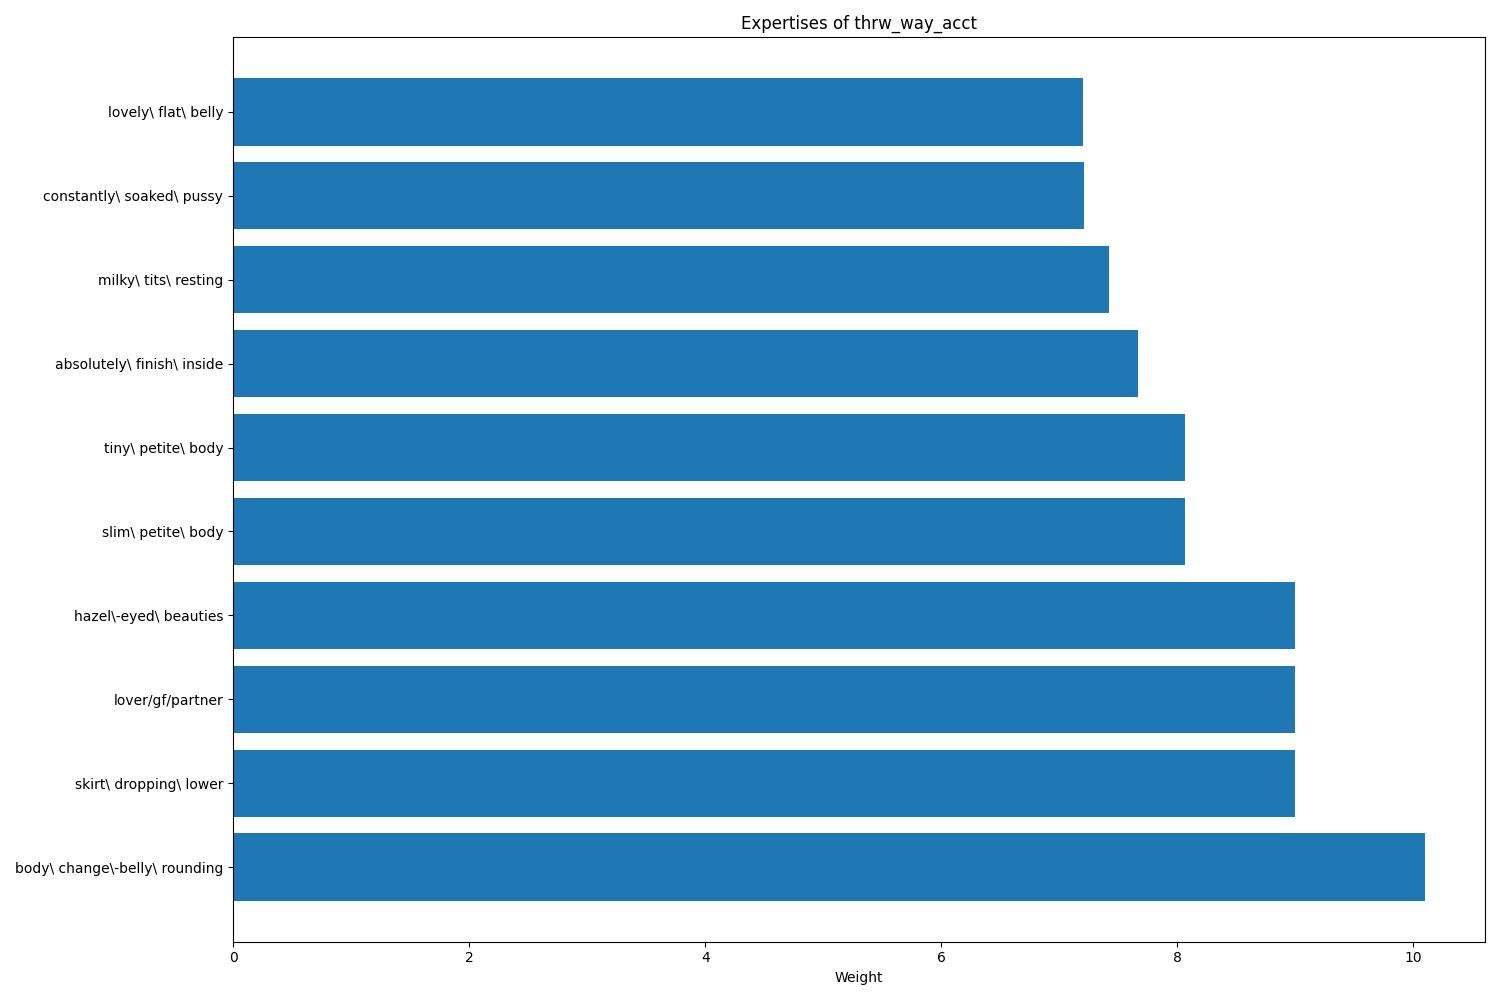 Expertises of thrw_way_acct
lovely\ flat\ belly
constantly\ soaked\ pussy
milky\ tits\ resting
absolutely\ finish\ inside
tiny\ petite\ body
slim\ petite\ body
hazel\-eyed\ beauties
lover/gf/partner
skirt\ dropping\ lower
body\ change\-belly\ rounding
0 2 4 6 8 10
Weight